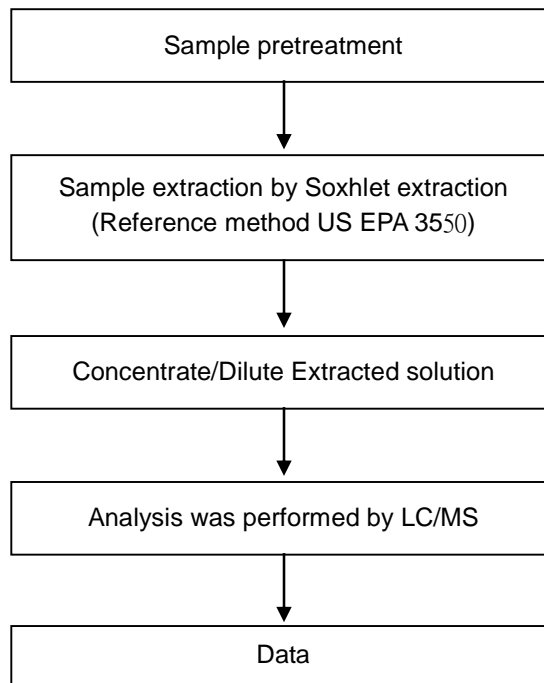 Sample pretreatment
Sample extraction by Soxhlet extraction
(Reference method US EPA 3550)
Concentrate/Dilute Extracted solution
Analysis was performed by LC/MS
Data